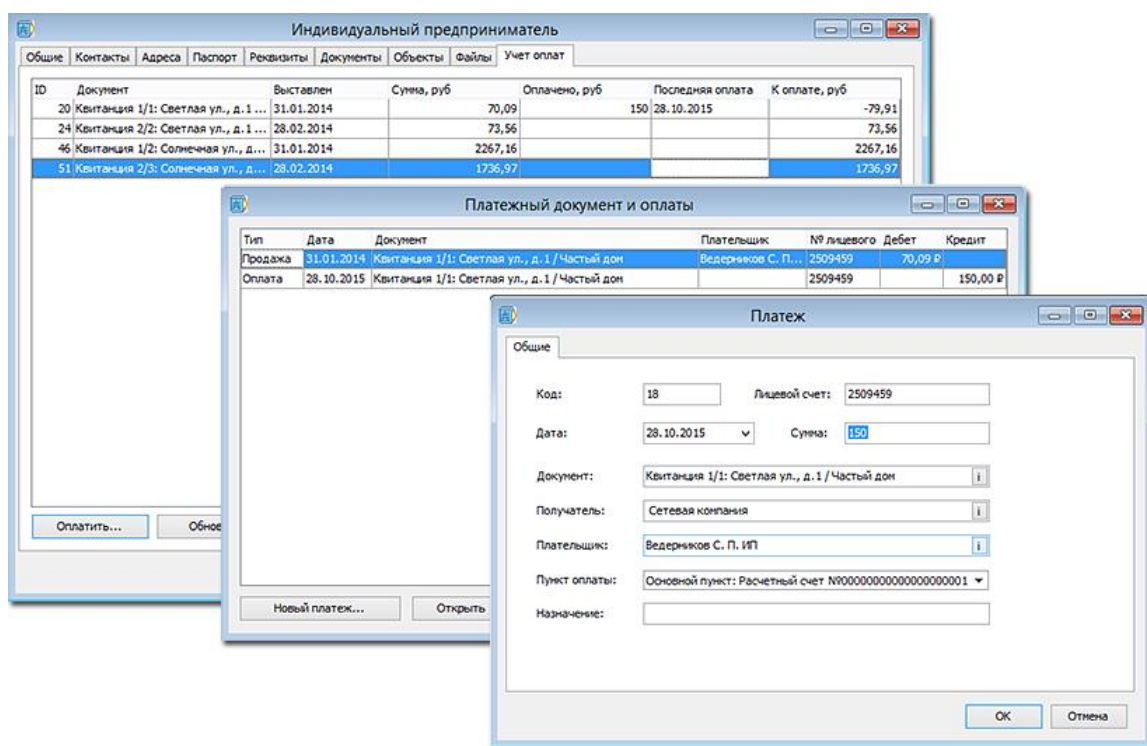 Индивидуальный предприниматель
Общие Контакты Адреса Паспорт Реквизиты Документы Объекты Файлы Учет оплат
ID Документ Выставлен Сумма, руб Оплачено, руб Последняя оплата К оплате, руб
20 Квитанция 1/1: Светлая ул., д.1 ... 31.01.2014 70,09 150 28.10.2015 -79,91
24 Квитанция 2/2: Светлая ул., д.1 ... 28.02.2014 73,56 73,56
46 Квитанция 1/2: Солнечная ул., д... 31.01.2014 2267,16 2267,16
51 Квитанция 2/3: Солнечная ул., д... 28.02.2014 1736,97 1736,97
Оплатить...
Платежный документ и оплаты
Тип Дата Документ Плательщик № лицевого Дебет Кредит
Продажа 31.01.2014 Квитанция 1/1: Светлая ул., д.1 / Частый дом Ведерников С. П... 2509459 70,09 ₽
Оплата 28.10.2015 Квитанция 1/1: Светлая ул., д.1 / Частый дом 2509459 150,00 ₽
Новый платеж... Открыть
Платеж
Общие
Код: 18 Лицевой счет: 2509459
Дата: 28.10.2015 Сумма: 150
Документ: Квитанция 1/1: Светлая ул., д.1 / Частый дом i
Получатель: Сетевая компания i
Плательщик: Ведерников С. П. ИП i
Пункт оплаты: Основной пункт: Расчетный счет №00000000000000000001
Назначение:
OK Отмена